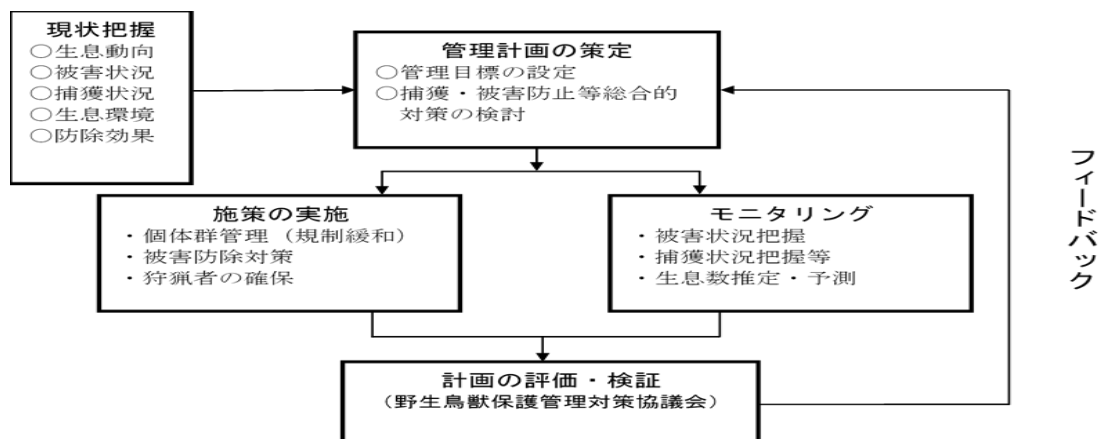 現状把握
○生息動向
○被害状況
○捕獲状況
○生息環境
○防除効果
管理計画の策定
○管理目標の設定
○捕獲・被害防止等総合的
対策の検討
施策の実施
・個体群管理（規制緩和）
・被害防除対策
・狩猟者の確保
モニタリング
・被害状況把握
・捕獲状況把握等
・生息数推定・予測
計画の評価・検証
（野生鳥獣保護管理対策協議会）
フィードバック